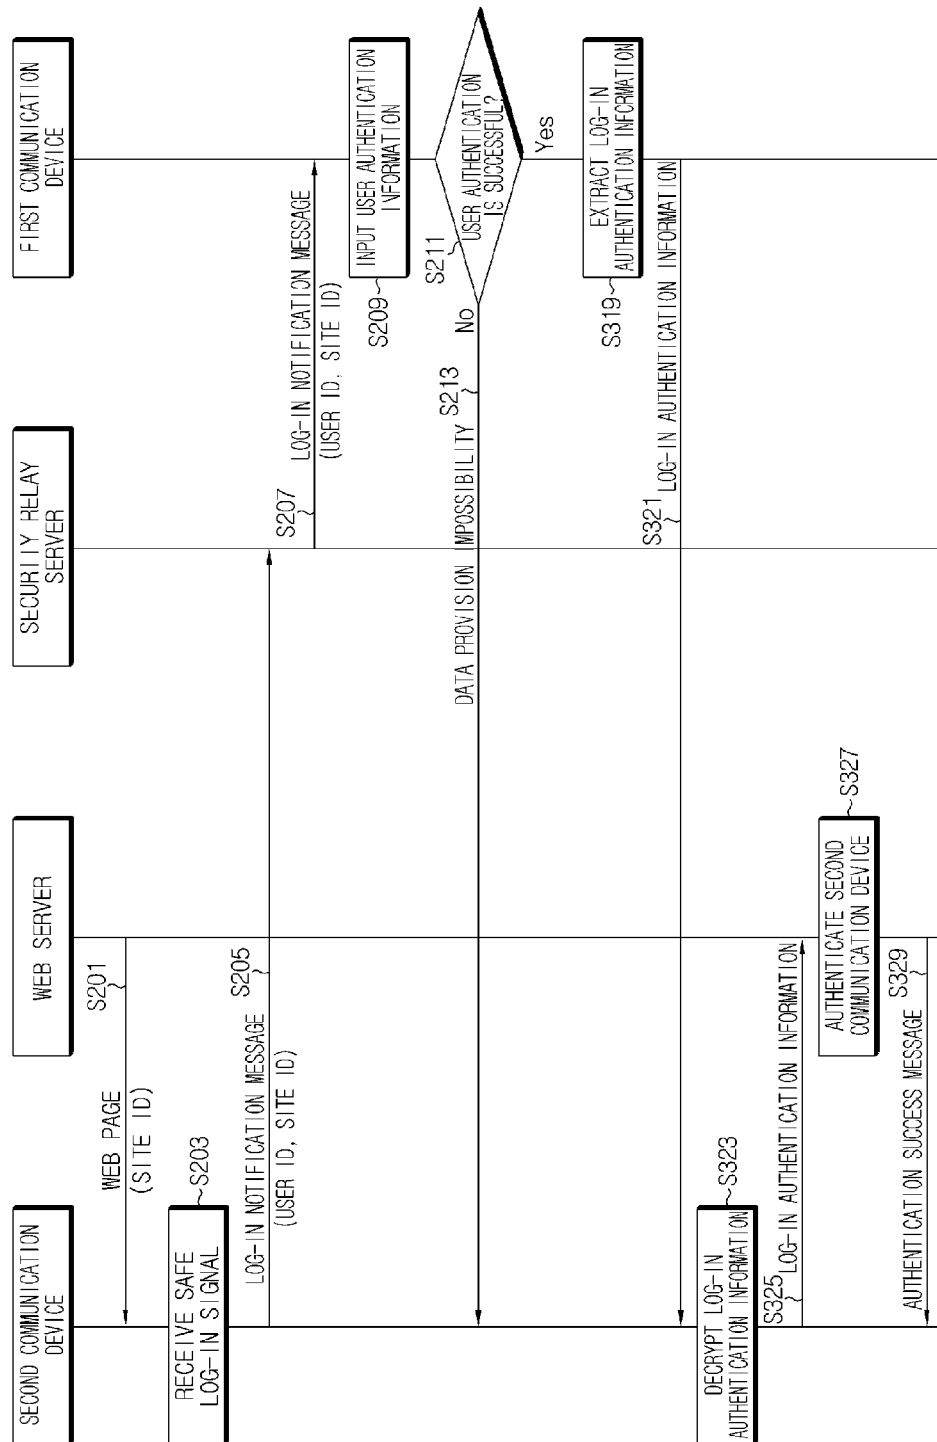 SECOND COMMUNICATION
DEVICE
WEB SERVER
SECURITY RELAY
SERVER
FIRST COMMUNICATION
DEVICE
S201
WEB PAGE
(SITE ID)
RECEIVE SAFE
LOG-IN SIGNAL
S203
S205
LOG-IN NOTIFICATION MESSAGE
(USER ID, SITE ID)
S207
LOG-IN NOTIFICATION MESSAGE
(USER ID, SITE ID)
INPUT USER AUTHENTICATION
INFORMATION
S209
S211
USER AUTHENTICATION
IS SUCCESSFUL?
No
S213
DATA PROVISION IMPOSSIBILITY
Yes
EXTRACT LOG-IN
AUTHENTICATION INFORMATION
S319
S321
LOG-IN AUTHENTICATION INFORMATION
DECRYPT LOG-IN
AUTHENTICATION INFORMATION
S323
S325
LOG-IN AUTHENTICATION INFORMATION
AUTHENTICATE SECOND
COMMUNICATION DEVICE
S327
S329
AUTHENTICATION SUCCESS MESSAGE